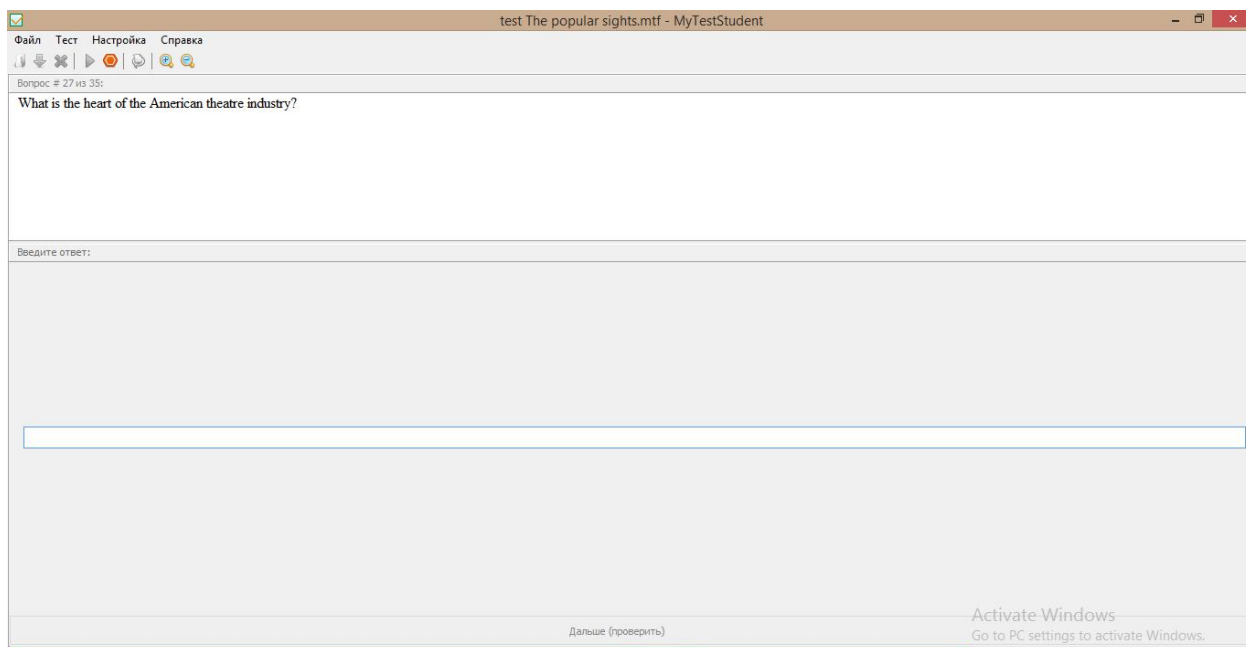 test The popular sights.mtf - MyTestStudent
Файл Тест Настройка Справка
Вопрос # 27 из 35:
What is the heart of the American theatre industry?
Введите ответ:
Дальше (проверить)
Activate Windows
Go to PC settings to activate Windows.